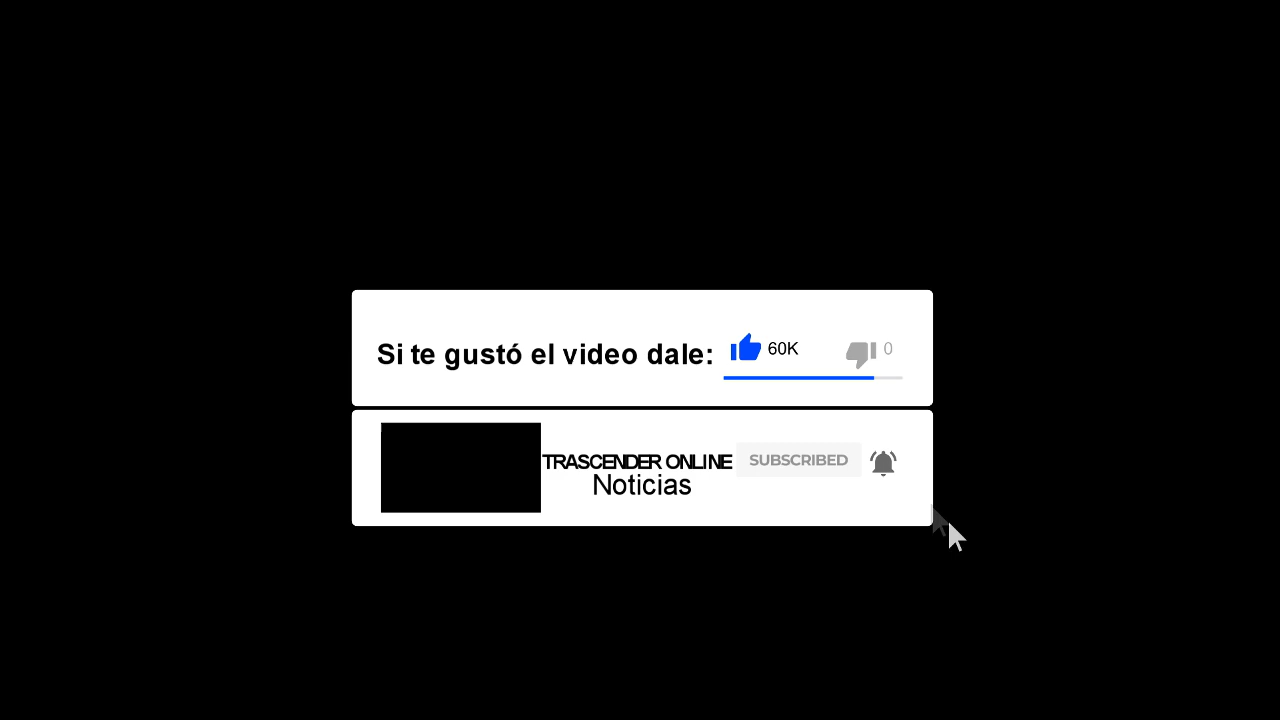 Si te gustó el video dale: 60K 0
TRASCENDER ONLINE SUBSCRIBED
Noticias